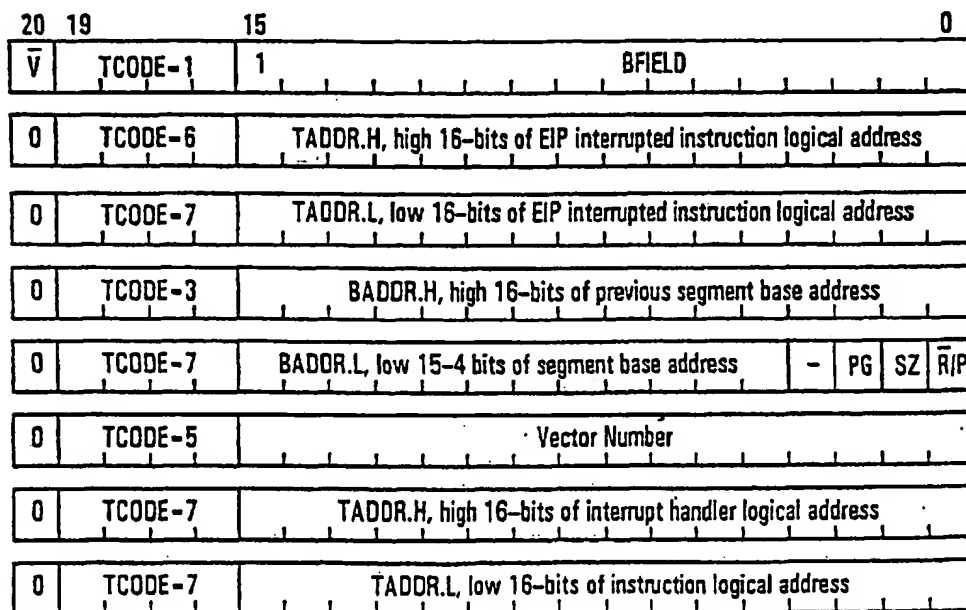 20 19 15 0
V̅ TCODE-1 1 BFIELD
0 TCODE-6 TADDR.H, high 16-bits of EIP interrupted instruction logical address
0 TCODE-7 TADDR.L, low 16-bits of EIP interrupted instruction logical address
0 TCODE-3 BADDR.H, high 16-bits of previous segment base address
0 TCODE-7 BADDR.L, low 15-4 bits of segment base address - PG SZ R̅/P
0 TCODE-5 Vector Number
0 TCODE-7 TADDR.H, high 16-bits of interrupt handler logical address
0 TCODE-7 TADDR.L, low 16-bits of instruction logical address